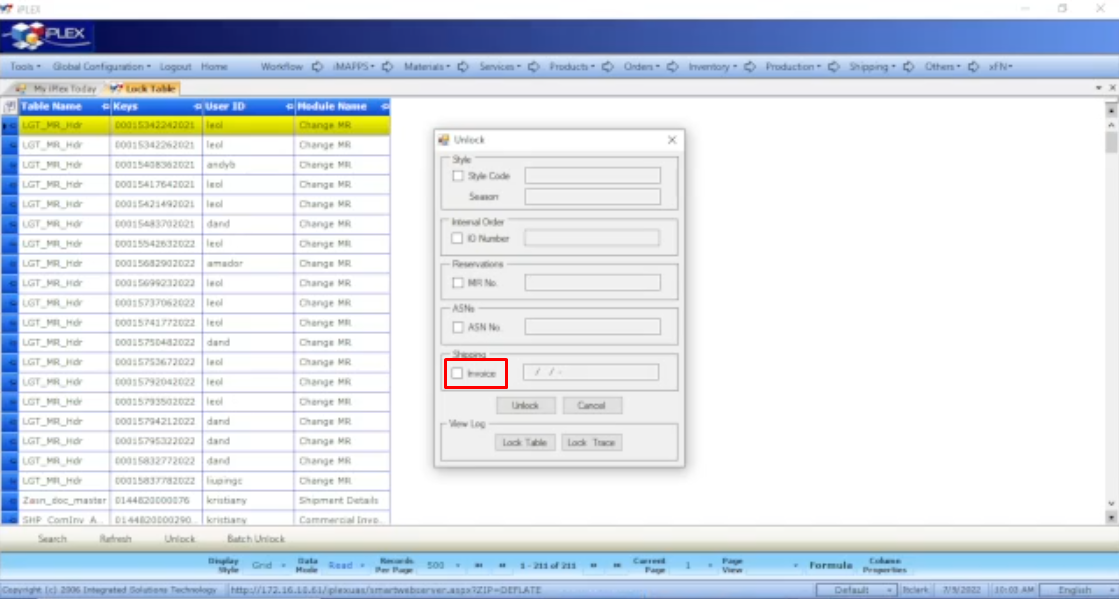 iPLEX
PLEX
Tools Global Configuration Logout Home Workflow iMAPPS Materials Services Products Orders Inventory Production Shipping Others xFN
My iPlex Today Lock Table
Table Name Keys User ID Module Name
LGT_MR_Hdr 00015342242021 leol Change MR
LGT_MR_Hdr 00015342262021 leol Change MR
LGT_MR_Hdr 00015408362021 andyb Change MR
LGT_MR_Hdr 00015417642021 leol Change MR
LGT_MR_Hdr 00015421492021 leol Change MR
LGT_MR_Hdr 00015483702021 dand Change MR
LGT_MR_Hdr 00015542632022 leol Change MR
LGT_MR_Hdr 00015682902022 amador Change MR
LGT_MR_Hdr 00015699232022 leol Change MR
LGT_MR_Hdr 00015737062022 leol Change MR
LGT_MR_Hdr 00015741772022 leol Change MR
LGT_MR_Hdr 00015750482022 dand Change MR
LGT_MR_Hdr 00015753672022 leol Change MR
LGT_MR_Hdr 00015792042022 leol Change MR
LGT_MR_Hdr 00015793502022 leol Change MR
LGT_MR_Hdr 00015794212022 dand Change MR
LGT_MR_Hdr 00015795322022 dand Change MR
LGT_MR_Hdr 00015832772022 dand Change MR
LGT_MR_Hdr 00015837782022 liupingc Change MR
Zasn_doc_master 0144820000076 kristiany Shipment Details
SHP_ComInv_A... 0144820000290... kristiany Commercial Invo...
Unlock
Style
Style Code
Season
Internal Order
IO Number
Reservations
MR No.
ASNs
ASN No.
Shipping
Invoice / / -
Unlock Cancel
View Log
Lock Table Lock Trace
Search Refresh Unlock Batch Unlock
Display Style Grid Data Mode Read Records Per Page 500 1 - 211 of 211 Current Page 1 Page View Formula Column Properties
Copyright (c) 2006 Integrated Solutions Technology http://172.16.10.61/iplexuas/smartwebserver.aspx?ZIP=DEFLATE Default 7/5/2022 10:03 AM English